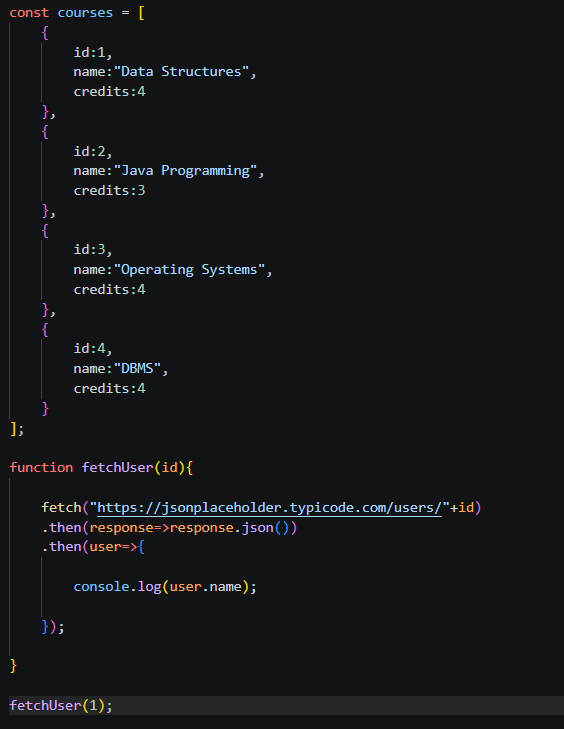 const courses = [
    {
        id:1,
        name:"Data Structures",
        credits:4
    },
    {
        id:2,
        name:"Java Programming",
        credits:3
    },
    {
        id:3,
        name:"Operating Systems",
        credits:4
    },
    {
        id:4,
        name:"DBMS",
        credits:4
    }
];
function fetchUser(id){
    fetch("https://jsonplaceholder.typicode.com/users/"+id)
    .then(response=>response.json())
    .then(user=>{
        console.log(user.name);
    });
}
fetchUser(1);